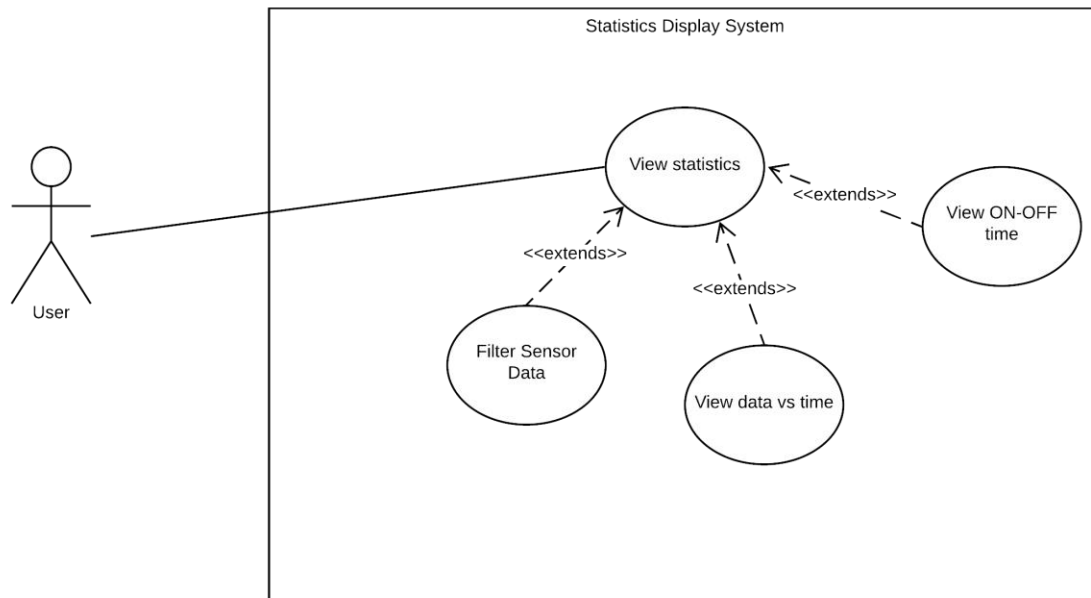 Statistics Display System
View statistics
<<extends>>
View ON-OFF
time
<<extends>>
<<extends>>
User
Filter Sensor
Data
View data vs time